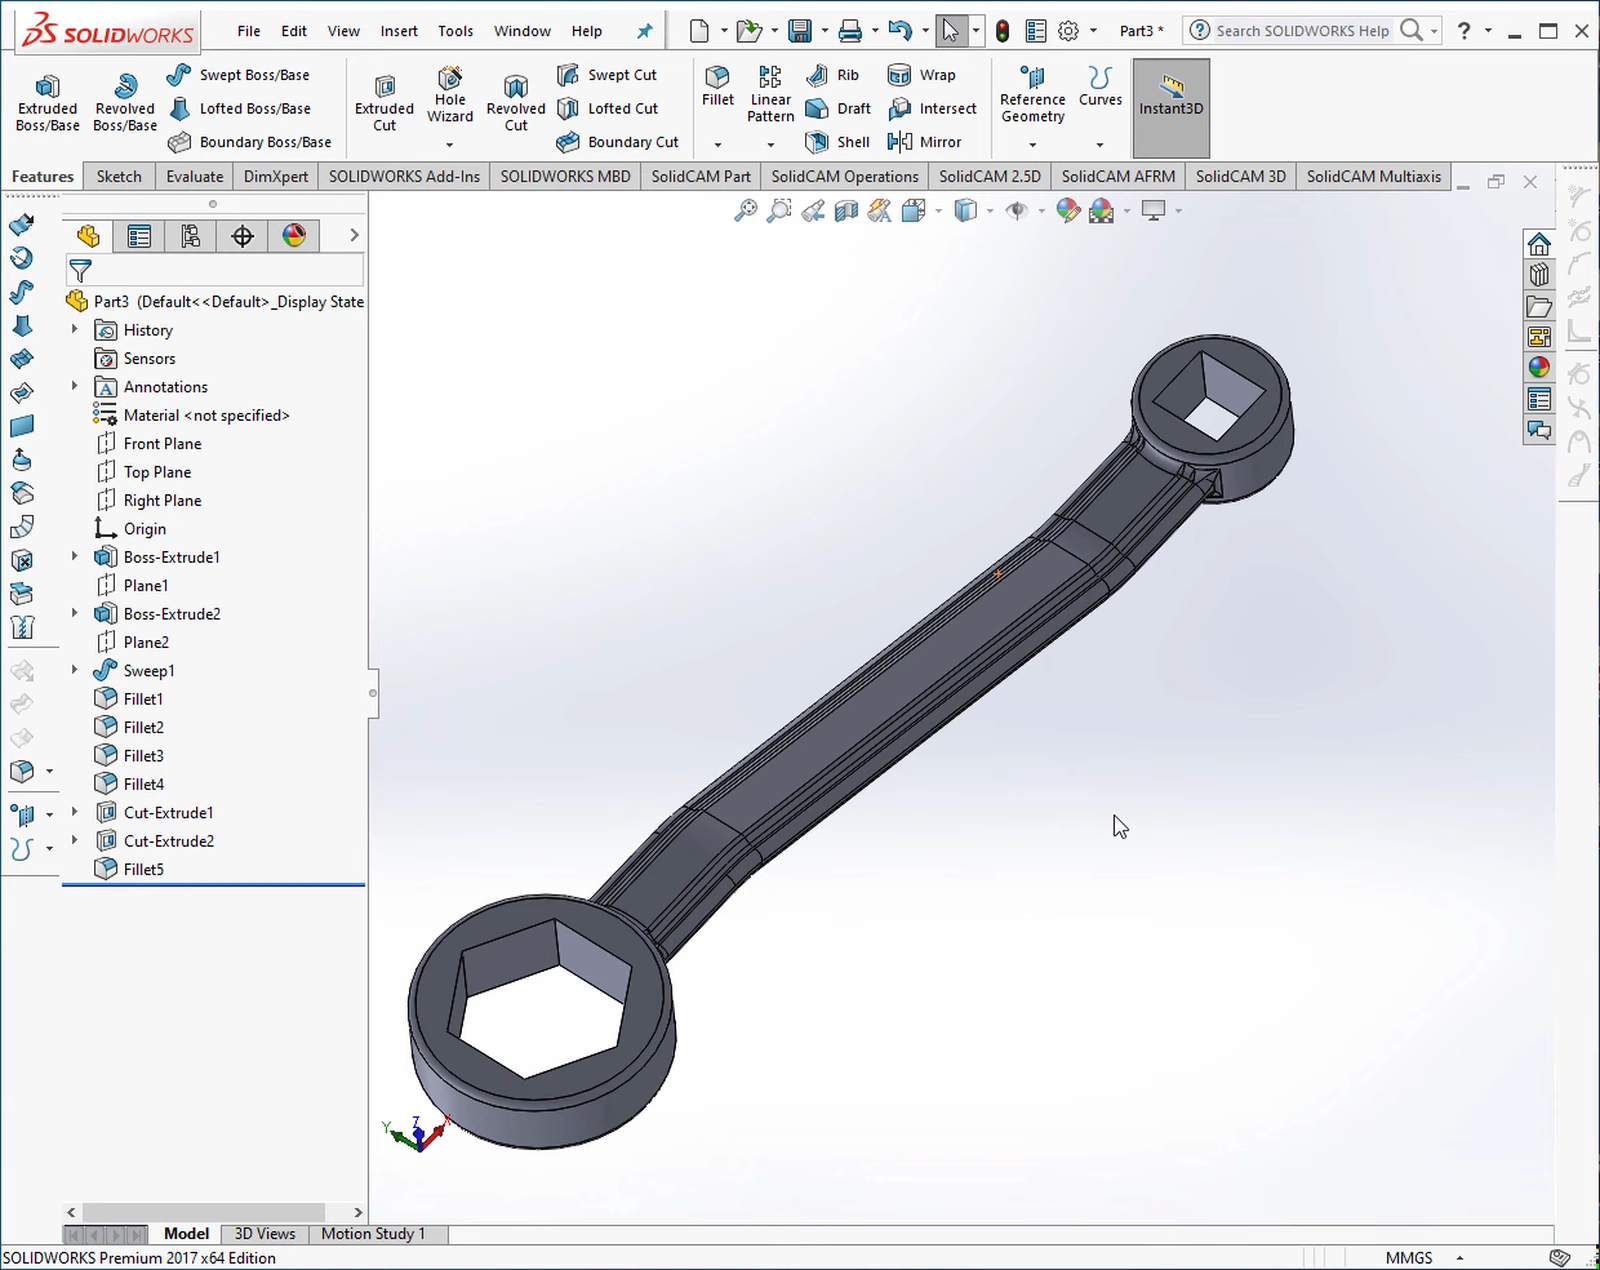 SOLIDWORKS File Edit View Insert Tools Window Help Part3 * Search SOLIDWORKS Help ?
Extruded Boss/Base
Revolved Boss/Base
Swept Boss/Base
Lofted Boss/Base
Boundary Boss/Base
Extruded Cut
Hole Wizard
Revolved Cut
Swept Cut
Lofted Cut
Boundary Cut
Fillet
Linear Pattern
Rib
Draft
Shell
Wrap
Intersect
Mirror
Reference Geometry
Curves
Instant3D
Features Sketch Evaluate DimXpert SOLIDWORKS Add-Ins SOLIDWORKS MBD SolidCAM Part SolidCAM Operations SolidCAM 2.5D SolidCAM AFRM SolidCAM 3D SolidCAM Multiaxis
Part3 (Default<<Default>_Display State
History
Sensors
Annotations
Material <not specified>
Front Plane
Top Plane
Right Plane
Origin
Boss-Extrude1
Plane1
Boss-Extrude2
Plane2
Sweep1
Fillet1
Fillet2
Fillet3
Fillet4
Cut-Extrude1
Cut-Extrude2
Fillet5
Y Z X
Model 3D Views Motion Study 1
SOLIDWORKS Premium 2017 x64 Edition MMGS